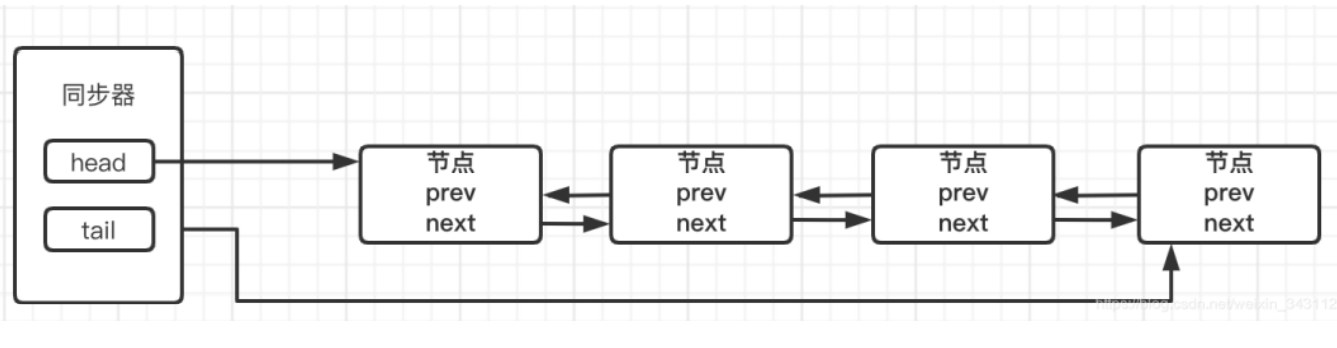 同步器
head
tail
节点
prev
next
节点
prev
next
节点
prev
next
节点
prev
next
https://blog.csdn.net/weixin_343112